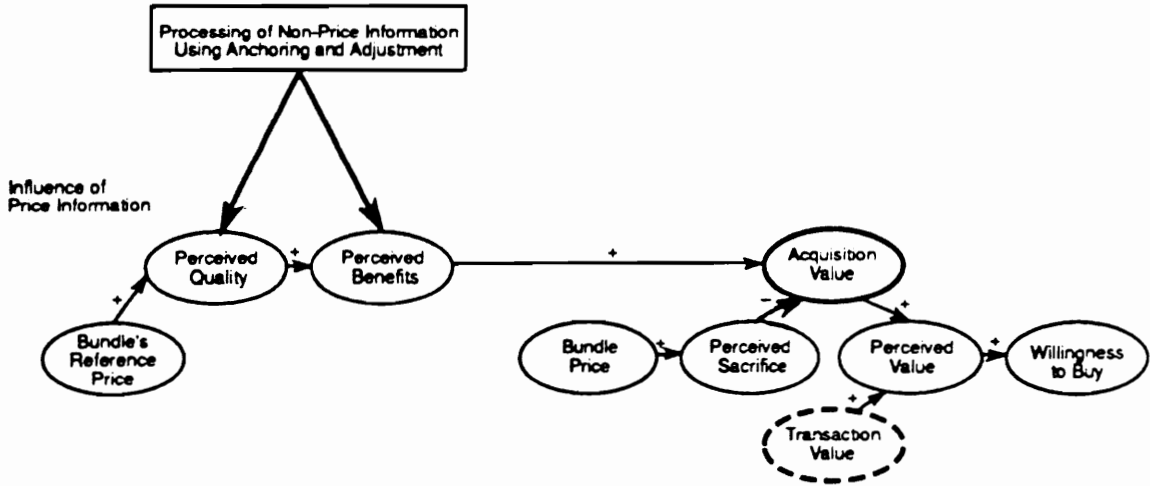 Processing of Non-Price Information
Using Anchoring and Adjustment
Influence of
Price Information
Perceived
Quality
+
Perceived
Benefits
+
Acquisition
Value
+
Bundle's
Reference
Price
Bundle
Price
+
Perceived
Sacrifice
-
+
Perceived
Value
+
Willingness
to Buy
+
Transaction
Value